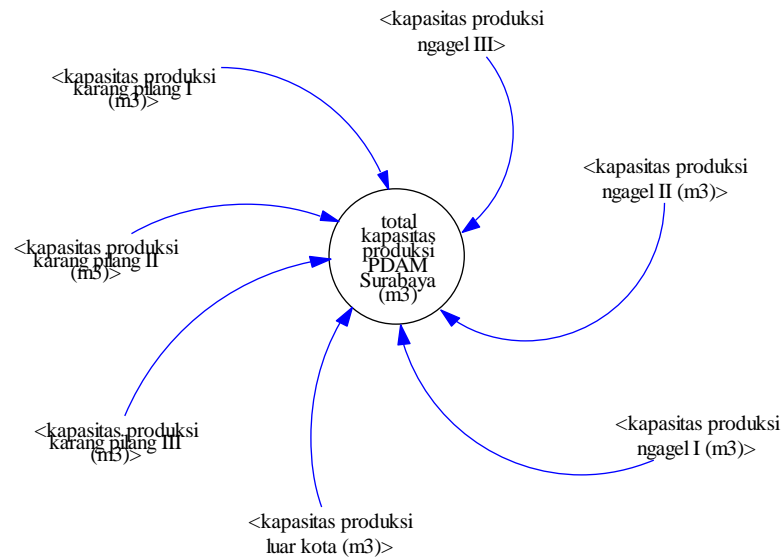 <kapasitas produksi
ngagel III>
<kapasitas produksi
karang pilang I
(m3)>
<kapasitas produksi
ngagel II (m3)>
total
kapasitas
produksi
PDAM
Surabaya
(m3)
<kapasitas produksi
karang pilang II
(m3)>
<kapasitas produksi
karang pilang III
(m3)>
<kapasitas produksi
ngagel I (m3)>
<kapasitas produksi
luar kota (m3)>